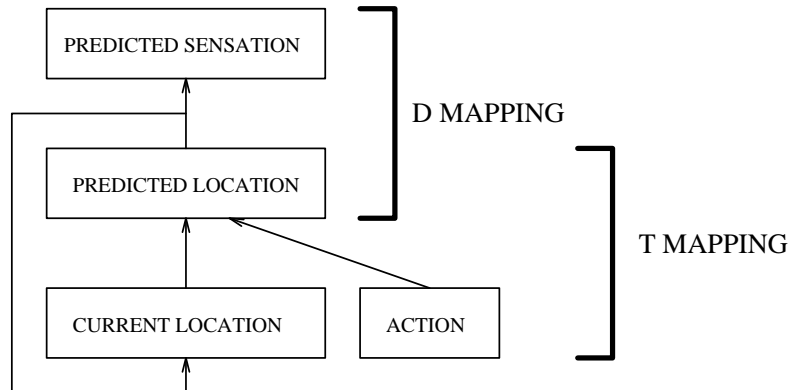 PREDICTED SENSATION
D MAPPING
PREDICTED LOCATION
T MAPPING
CURRENT LOCATION
ACTION